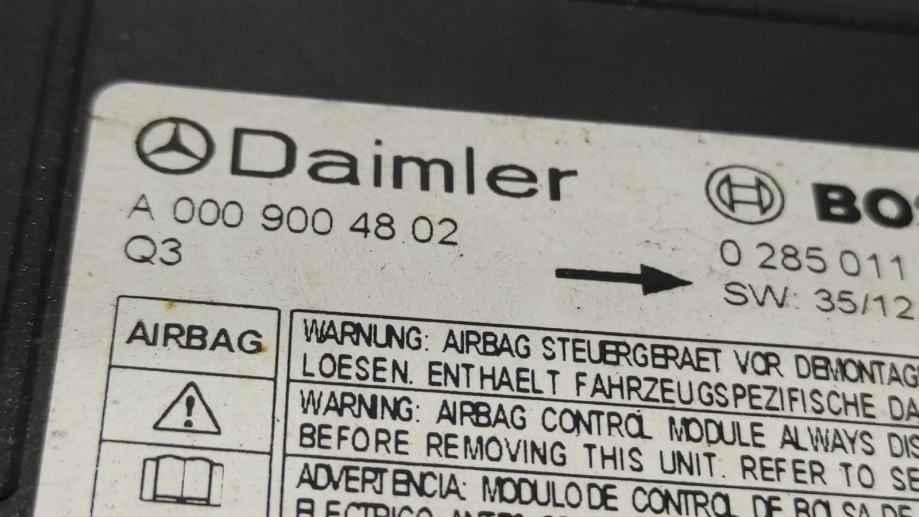 Daimler
A 000 900 48 02
Q3
0 285 011
SW: 35/12
AIRBAG
WARNUNG: AIRBAG STEUERGERAET VOR DEMONTAG
LOESEN. ENTHAELT FAHRZEUGSPEZIFISCHE DA
WARNING: AIRBAG CONTROL MODULE ALWAYS DIS
BEFORE REMOVING THIS UNIT. REFER TO SE
ADVERTENCIA: MODULO DE CONTROL DE BOLSA DE